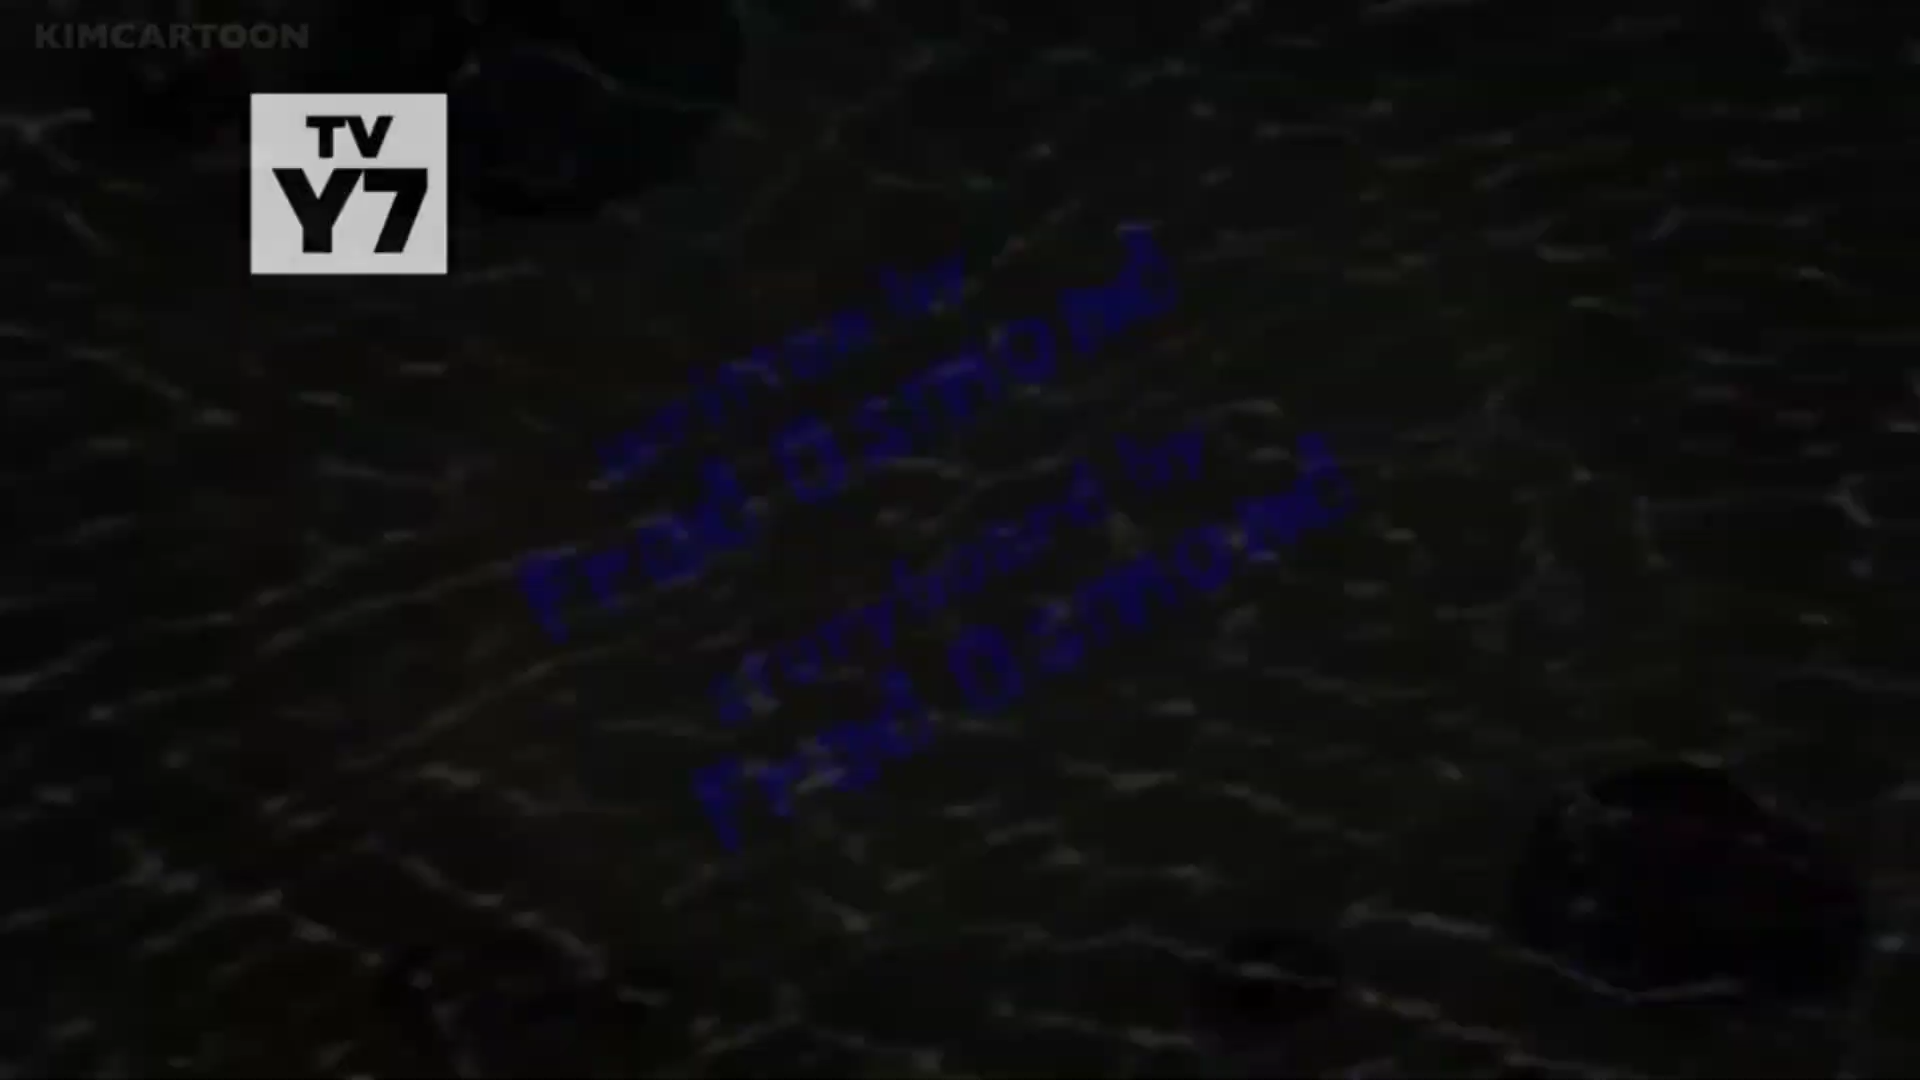 KIMCARTOON
TV
Y7
written by
Fred Osmond
storyboard by
Fred Osmond